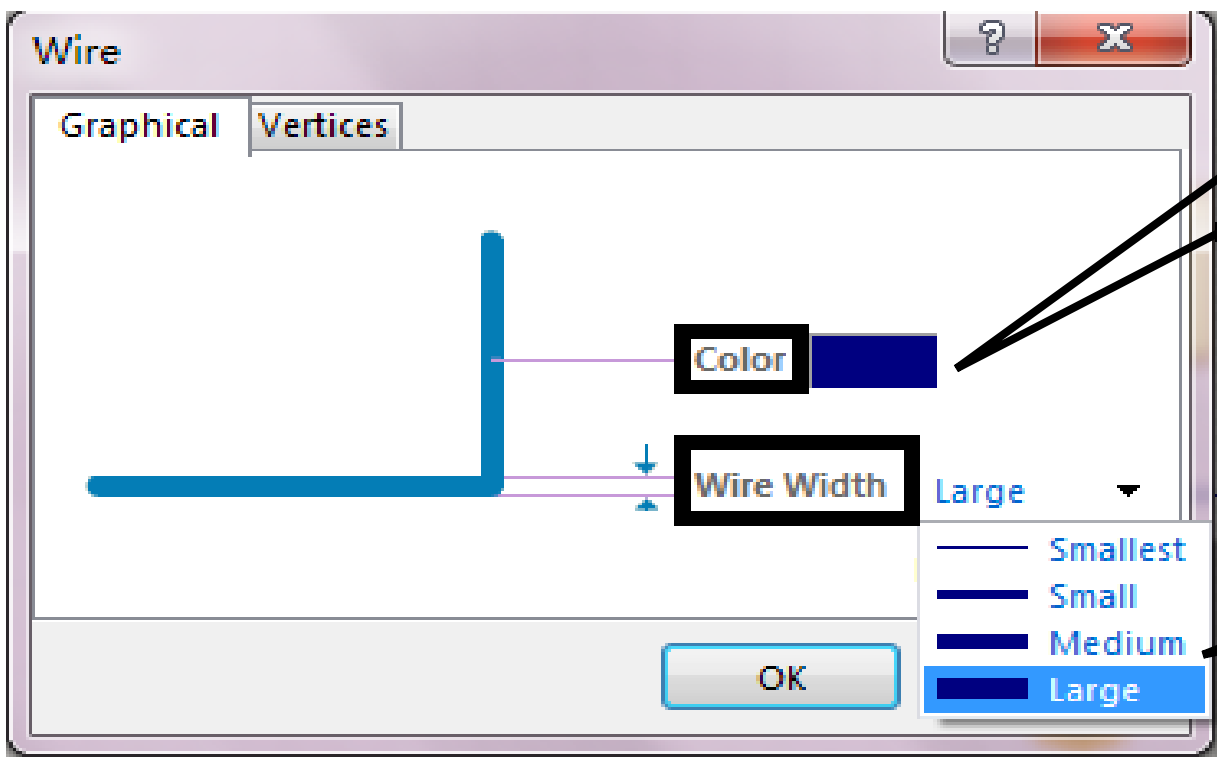 Wire
Graphical Vertices
Color
Wire Width Large
Smallest
Small
Medium
Large
OK